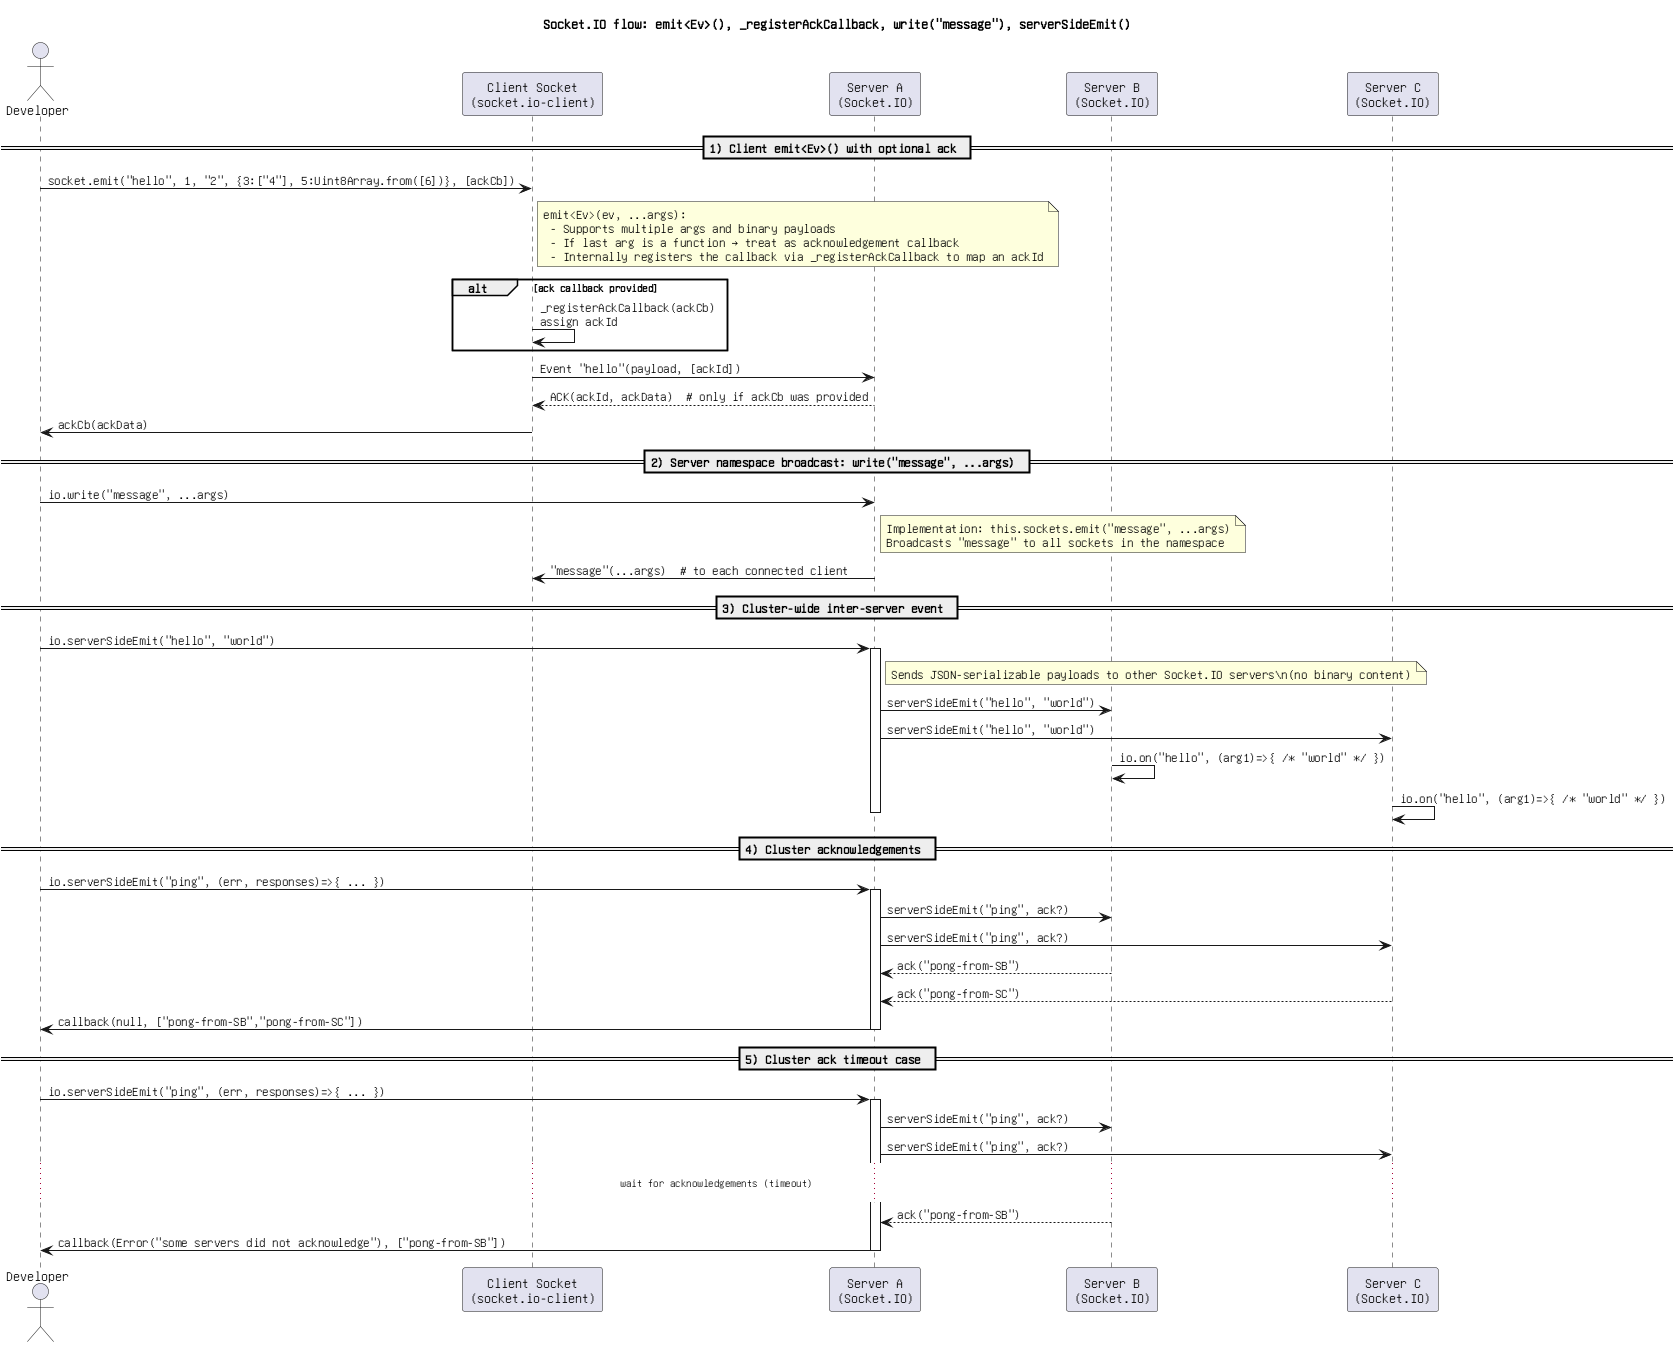 Socket.IO flow: emit<Ev>(), _registerAckCallback, write("message"), serverSideEmit()
Developer
Client Socket
(socket.io-client)
Server A
(Socket.IO)
Server B
(Socket.IO)
Server C
(Socket.IO)
1) Client emit<Ev>() with optional ack
socket.emit("hello", 1, "2", {3:["4"], 5:Uint8Array.from([6])}, [ackCb])
emit<Ev>(ev, ...args):
- Supports multiple args and binary payloads
- If last arg is a function → treat as acknowledgement callback
- Internally registers the callback via _registerAckCallback to map an ackId
alt
[ack callback provided]
_registerAckCallback(ackCb)
assign ackId
Event "hello"(payload, [ackId])
ACK(ackId, ackData)  # only if ackCb was provided
ackCb(ackData)
2) Server namespace broadcast: write("message", ...args)
io.write("message", ...args)
Implementation: this.sockets.emit("message", ...args)
Broadcasts "message" to all sockets in the namespace
"message"(...args)  # to each connected client
3) Cluster-wide inter-server event
io.serverSideEmit("hello", "world")
Sends JSON-serializable payloads to other Socket.IO servers\n(no binary content)
serverSideEmit("hello", "world")
serverSideEmit("hello", "world")
io.on("hello", (arg1)=>{ /* "world" */ })
io.on("hello", (arg1)=>{ /* "world" */ })
4) Cluster acknowledgements
io.serverSideEmit("ping", (err, responses)=>{ ... })
serverSideEmit("ping", ack?)
serverSideEmit("ping", ack?)
ack("pong-from-SB")
ack("pong-from-SC")
callback(null, ["pong-from-SB","pong-from-SC"])
5) Cluster ack timeout case
io.serverSideEmit("ping", (err, responses)=>{ ... })
serverSideEmit("ping", ack?)
serverSideEmit("ping", ack?)
wait for acknowledgements (timeout)
ack("pong-from-SB")
callback(Error("some servers did not acknowledge"), ["pong-from-SB"])
Developer
Client Socket
(socket.io-client)
Server A
(Socket.IO)
Server B
(Socket.IO)
Server C
(Socket.IO)